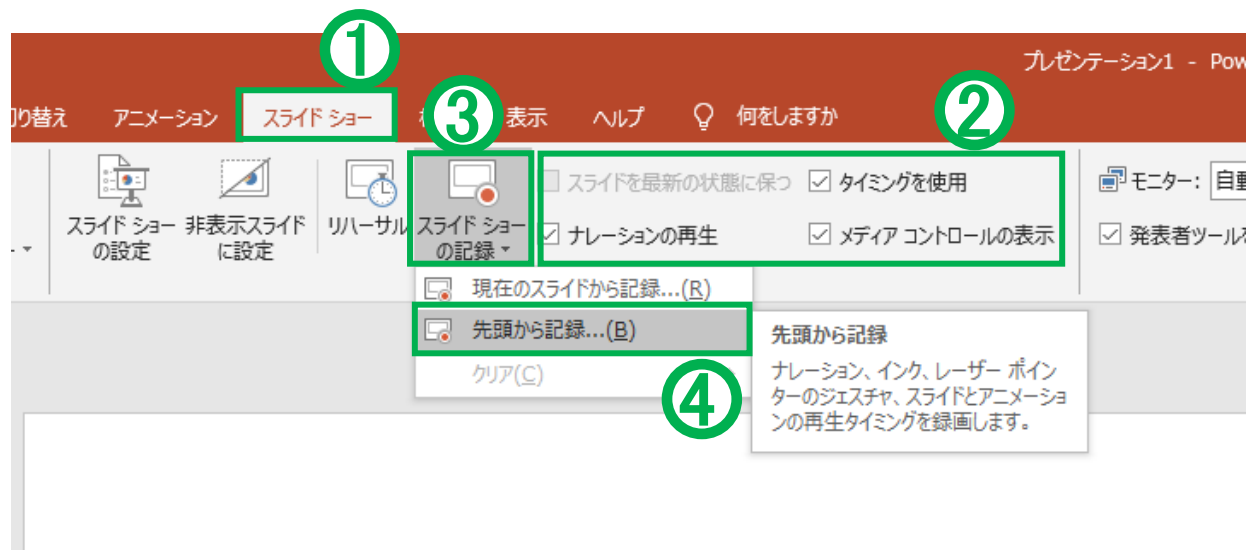 ①
プレゼンテーション1 - Pow
り替え アニメーション スライド ショー ③ 表示 ヘルプ 何をしますか ②
スライド ショー
の設定
非表示スライド
に設定
リハーサル
スライド ショー
の記録
スライドを最新の状態に保つ
タイミングを使用
ナレーションの再生
メディア コントロールの表示
モニター: 自動
発表者ツールを
現在のスライドから記録...(R)
先頭から記録...(B)
クリア(C)
④
先頭から記録
ナレーション、インク、レーザー ポイン
ターのジェスチャ、スライドとアニメーショ
ンの再生タイミングを録画します。